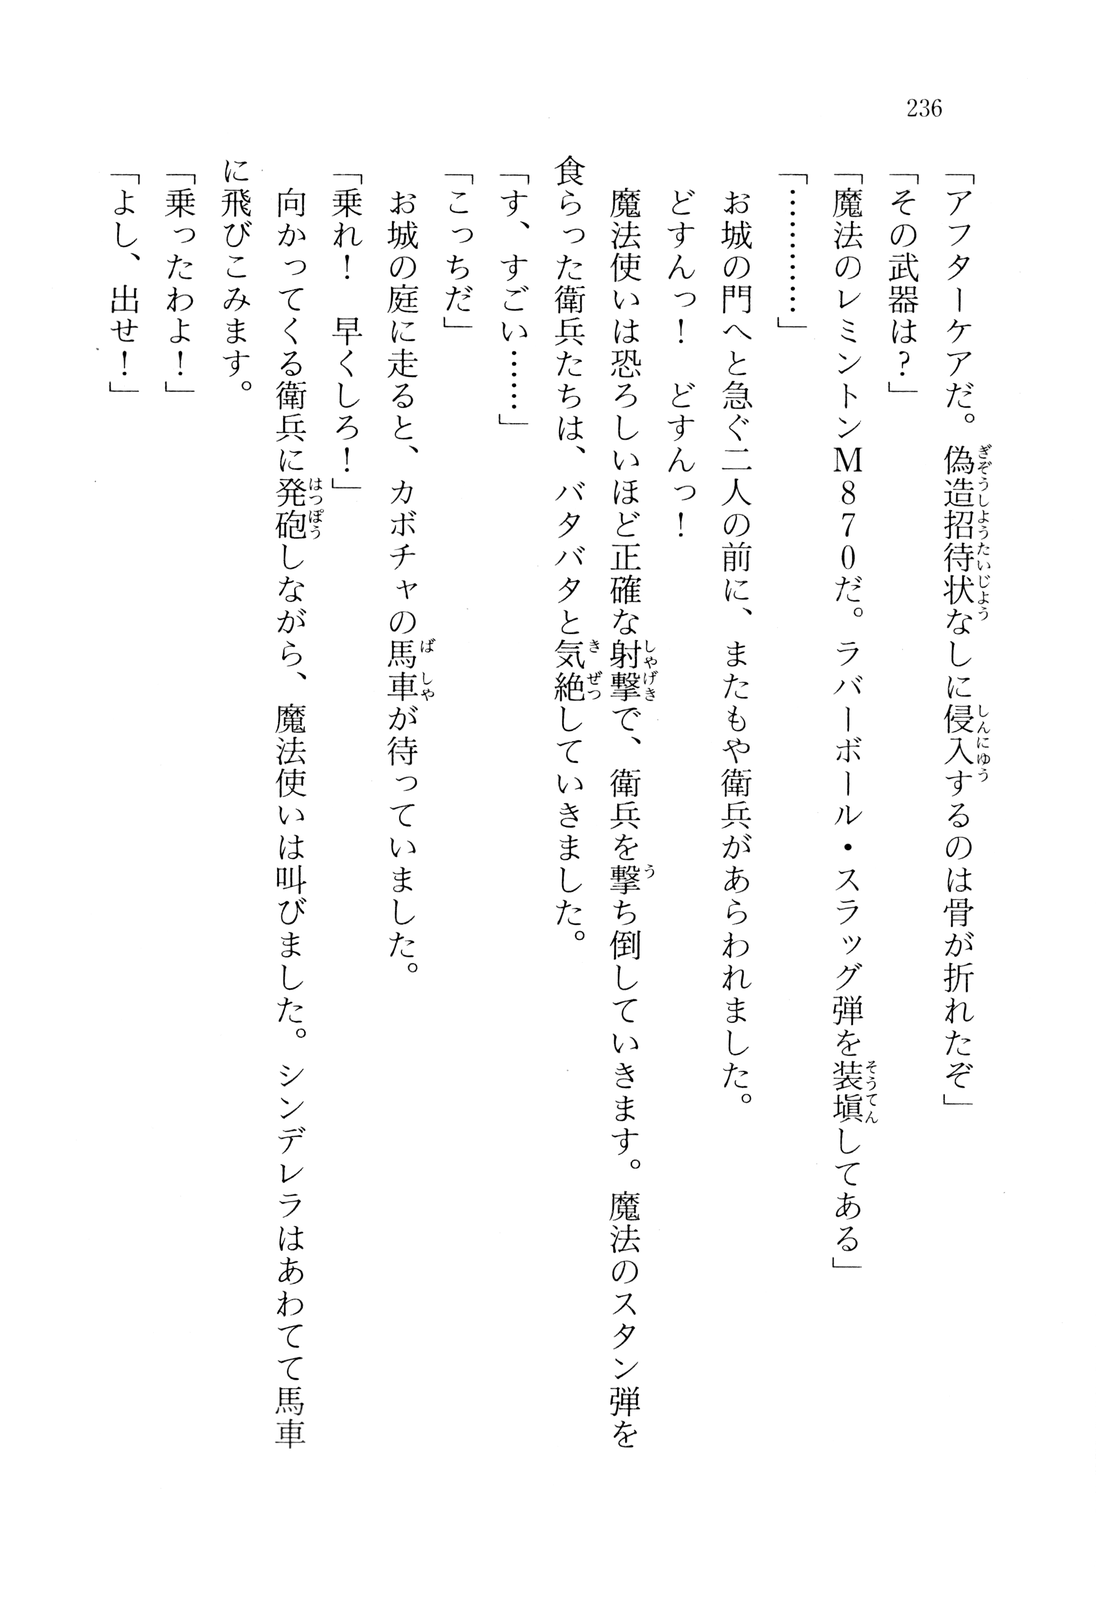 236
「アフターケアだ。偽造招待状なしに侵入するのは骨が折れたぞ」
「その武器は？」
「魔法のレミントンM870だ。ラバーボール・スラッグ弾を装塡してある」
「…………」
　お城の門へと急ぐ二人の前に、またもや衛兵があらわれました。
　どすんっ！　どすんっ！
　魔法使いは恐ろしいほど正確な射撃で、衛兵を撃ち倒していきます。魔法のスタン弾を
食らった衛兵たちは、バタバタと気絶していきました。
「す、すごい……」
「こっちだ」
　お城の庭に走ると、カボチャの馬車が待っていました。
「乗れ！　早くしろ！」
　向かってくる衛兵に発砲しながら、魔法使いは叫びました。シンデレラはあわてて馬車
に飛びこみます。
「乗ったわよ！」
「よし、出せ！」